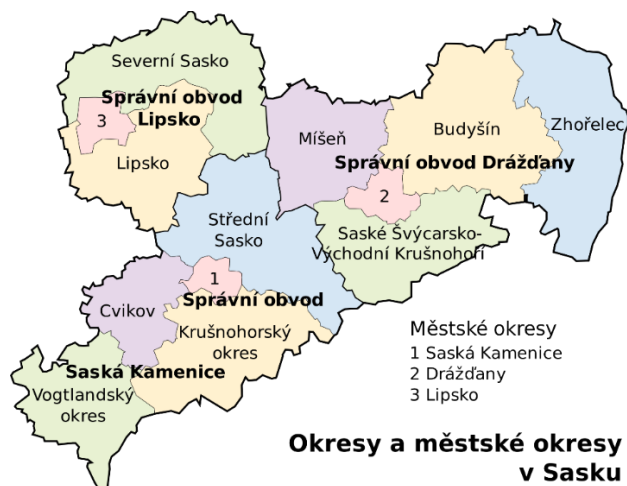 Severní Sasko
Správní obvod
Lipsko
3
Lipsko
Míšeň
Budyšín
Zhořelec
Správní obvod Drážďany
2
Střední
Sasko
Saské Švýcarsko-
Východní Krušnohoří
1
Správní obvod
Cvikov
Krušnohorský
okres
Saská Kamenice
Vogtlandský
okres
Městské okresy
1 Saská Kamenice
2 Drážďany
3 Lipsko
Okresy a městské okresy
v Sasku